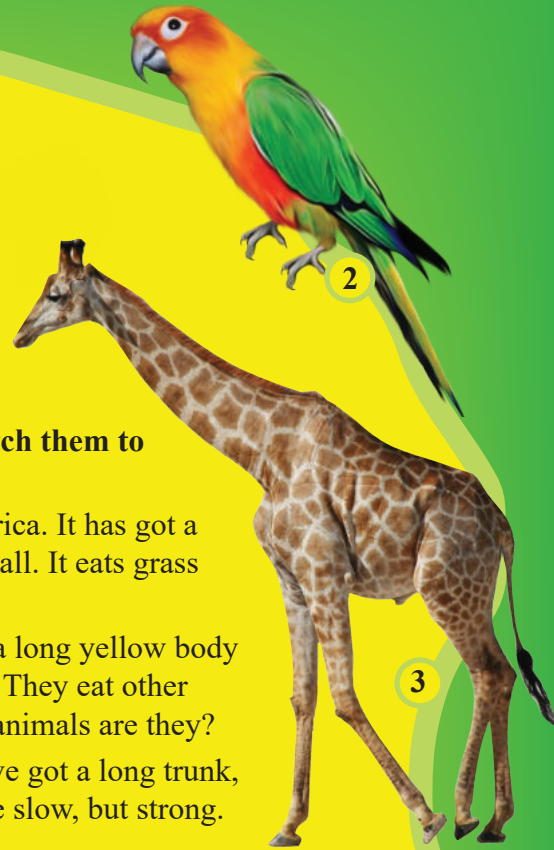 2
ch them to
rica. It has got a
all. It eats grass
a long yellow body
They eat other
animals are they?
3
ve got a long trunk,
e slow, but strong.